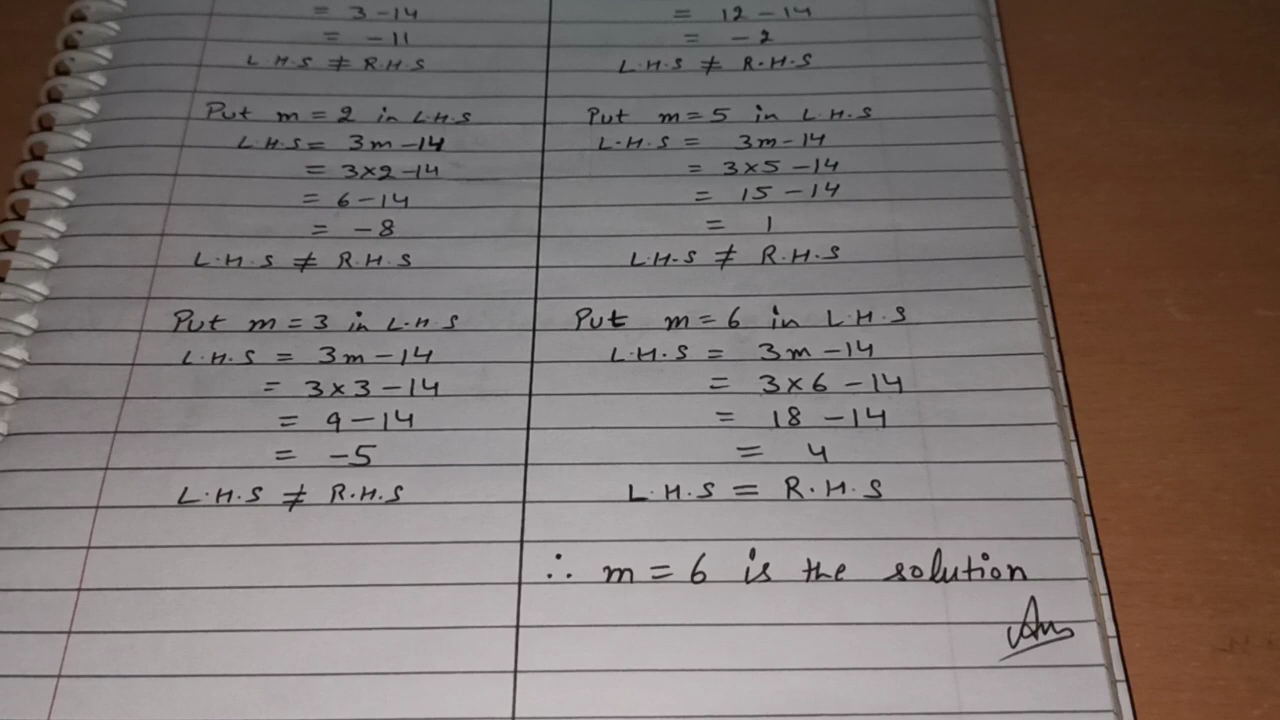 = 3-14
= -11
L.H.S ≠ R.H.S
Put m = 2 in L.H.S
L.H.S = 3m-14
= 3×2-14
= 6-14
= -8
L.H.S ≠ R.H.S
Put m = 3 in L.H.S
L.H.S = 3m-14
= 3×3-14
= 9-14
= -5
L.H.S ≠ R.H.S
= 12-14
= -2
L.H.S ≠ R.H.S
Put m=5 in L.H.S
L.H.S = 3m-14
= 3×5-14
= 15-14
= 1
L.H.S ≠ R.H.S
Put m=6 in L.H.S
L.H.S = 3m-14
= 3×6-14
= 18-14
= 4
L.H.S = R.H.S
∴ m=6 is the solution
Ans